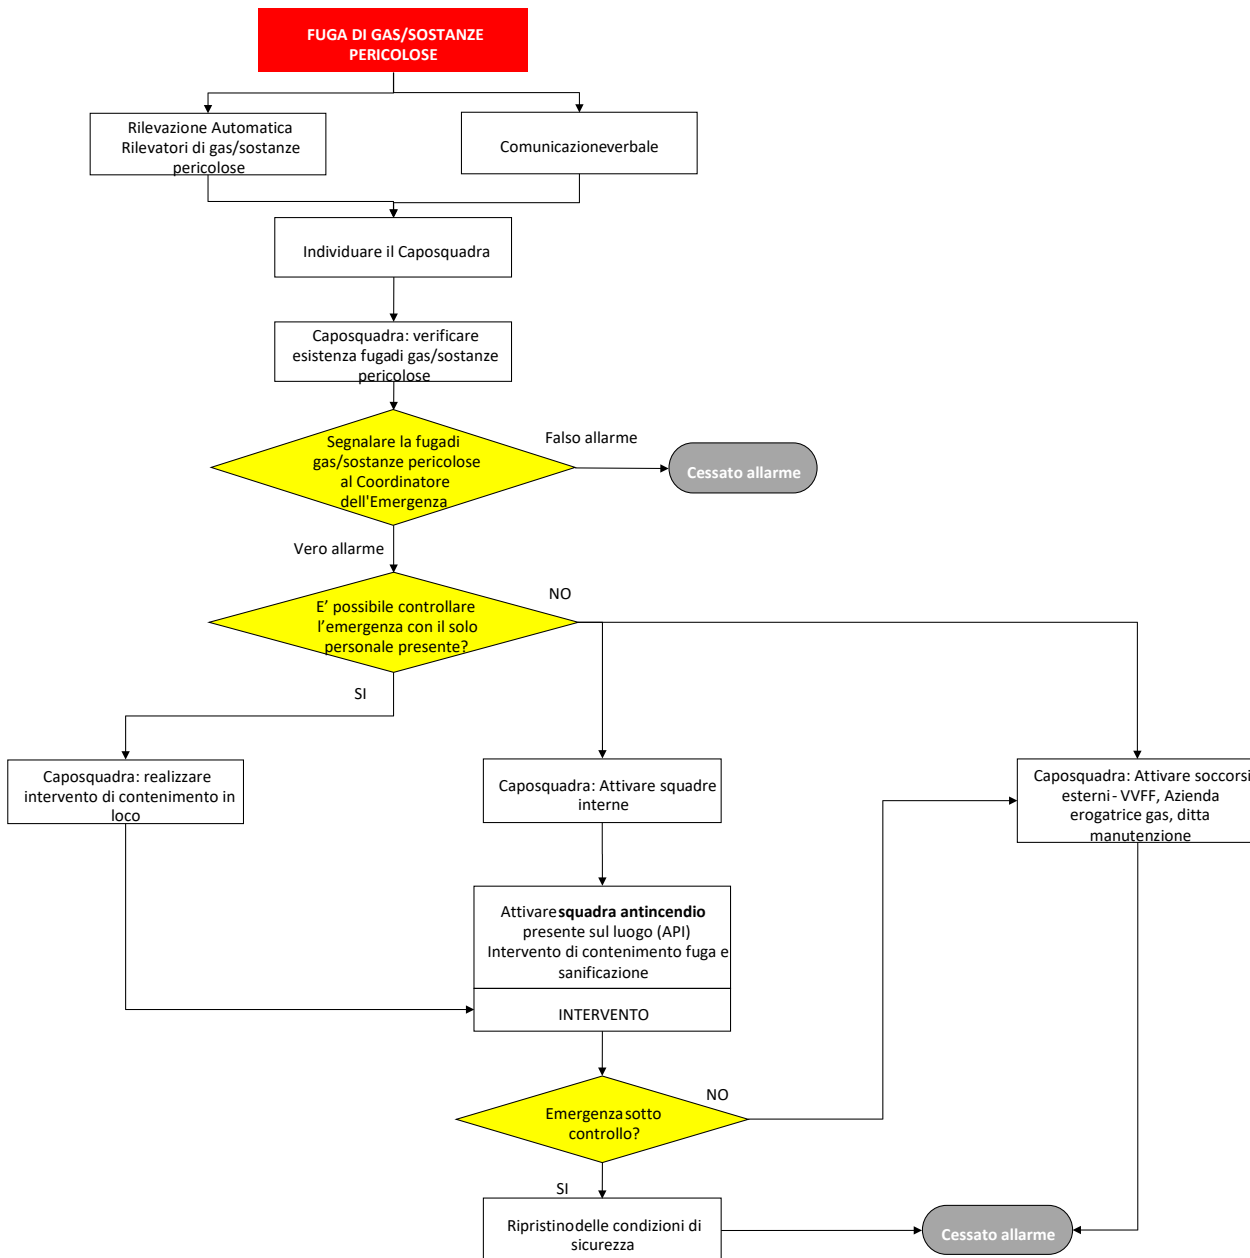 FUGA DI GAS/SOSTANZE
PERICOLOSE
Rilevazione Automatica
Rilevatori di gas/sostanze
pericolose
Comunicazioneverbale
Individuare il Caposquadra
Caposquadra: verificare
esistenza fugadi gas/sostanze
pericolose
Segnalare la fugadi
gas/sostanze pericolose
al Coordinatore
dell'Emergenza
Falso allarme
Cessato allarme
Vero allarme
E' possibile controllare
l'emergenza con il solo
personale presente?
NO
SI
Caposquadra: realizzare
intervento di contenimento in
loco
Caposquadra: Attivare squadre
interne
Caposquadra: Attivare soccorsi
esterni - VVFF, Azienda
erogatrice gas, ditta
manutenzione
Attivare squadra antincendio
presente sul luogo (API)
Intervento di contenimento fuga e
sanificazione
INTERVENTO
Emergenza sotto
controllo?
NO
SI
Ripristino delle condizioni di
sicurezza
Cessato allarme